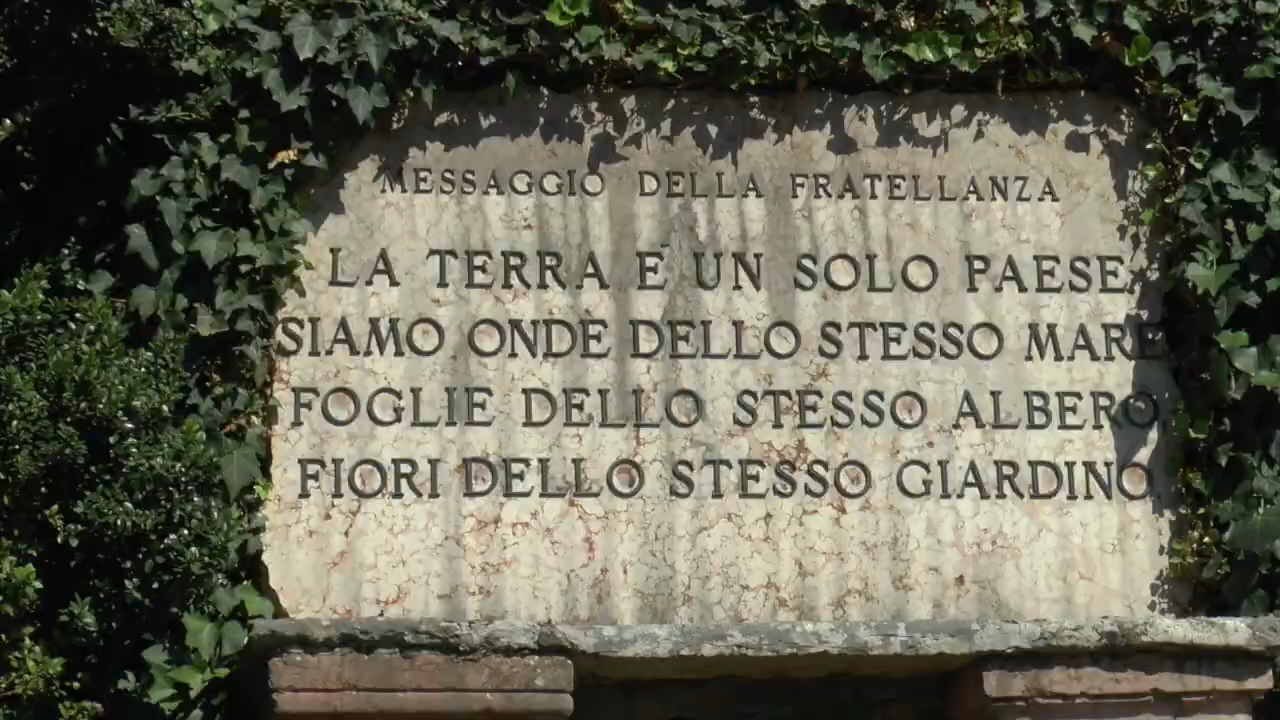 MESSAGGIO DELLA FRATELLANZA
LA TERRA È UN SOLO PAESE
SIAMO ONDE DELLO STESSO MARE
FOGLIE DELLO STESSO ALBERO
FIORI DELLO STESSO GIARDINO